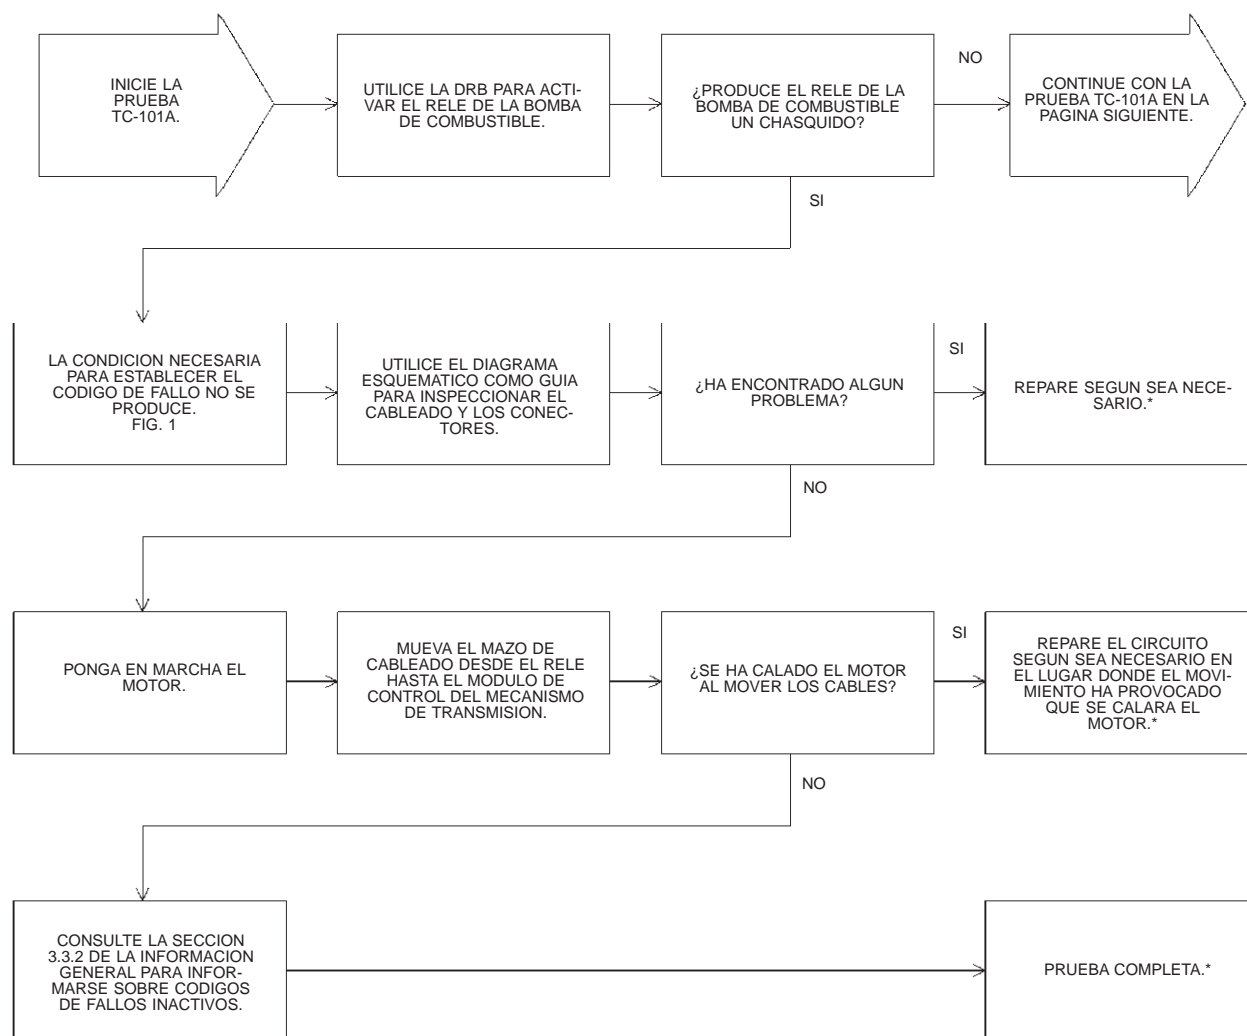 INICIE LA
PRUEBA
TC-101A.
UTILICE LA DRB PARA ACTI-
VAR EL RELE DE LA BOMBA
DE COMBUSTIBLE.
¿PRODUCE EL RELE DE LA
BOMBA DE COMBUSTIBLE
UN CHASQUIDO?
NO
CONTINUE CON LA
PRUEBA TC-101A EN LA
PAGINA SIGUIENTE.
SI
LA CONDICION NECESARIA
PARA ESTABLECER EL
CODIGO DE FALLO NO SE
PRODUCE.
FIG. 1
UTILICE EL DIAGRAMA
ESQUEMATICO COMO GUIA
PARA INSPECCIONAR EL
CABLEADO Y LOS CONEC-
TORES.
¿HA ENCONTRADO ALGUN
PROBLEMA?
SI
REPARE SEGUN SEA NECE-
SARIO.*
NO
PONGA EN MARCHA EL
MOTOR.
MUEVA EL MAZO DE
CABLEADO DESDE EL RELE
HASTA EL MODULO DE
CONTROL DEL MECANISMO
DE TRANSMISION.
¿SE HA CALADO EL MOTOR
AL MOVER LOS CABLES?
SI
REPARE EL CIRCUITO
SEGUN SEA NECESARIO EN
EL LUGAR DONDE EL MOVI-
MIENTO HA PROVOCADO
QUE SE CALARA EL
MOTOR.*
NO
CONSULTE LA SECCION
3.3.2 DE LA INFORMACION
GENERAL PARA INFOR-
MARSE SOBRE CODIGOS
DE FALLOS INACTIVOS.
PRUEBA COMPLETA.*